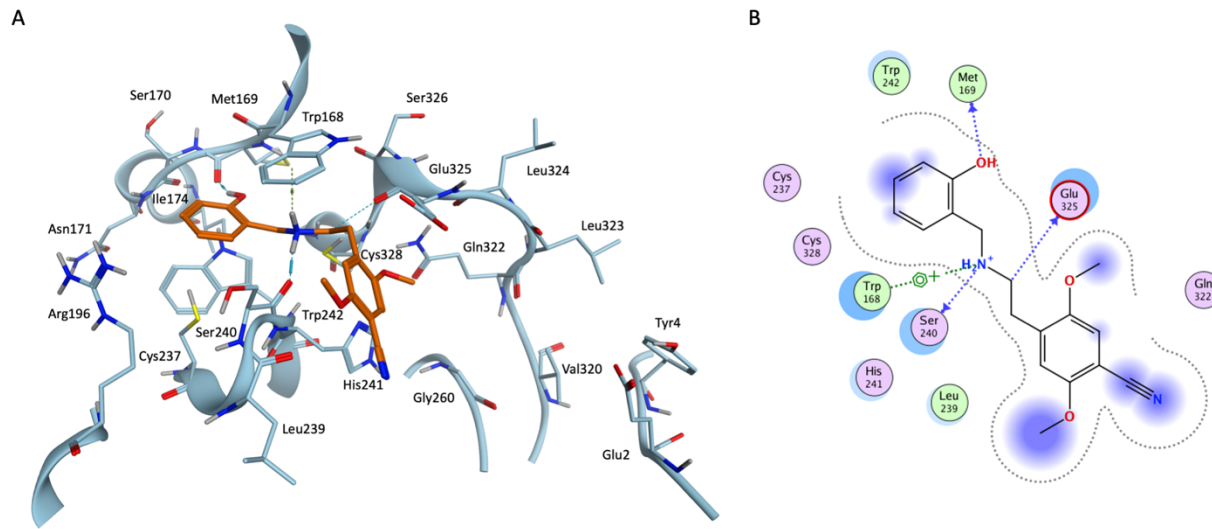 A
B
Ser170
Met169
Trp168
Ser326
Glu325
Leu324
Ile174
Asn171
Cys328
Gln322
Leu323
Arg196
Ser240
Trp242
Cys237
His241
Gly260
Tyr4
Val320
Leu239
Glu2
Trp
242
Met
169
OH
Cys
237
Glu
325
Cys
328
H₂N⁺
Trp
168
+
O
Gln
322
Ser
240
His
241
Leu
239
N
O